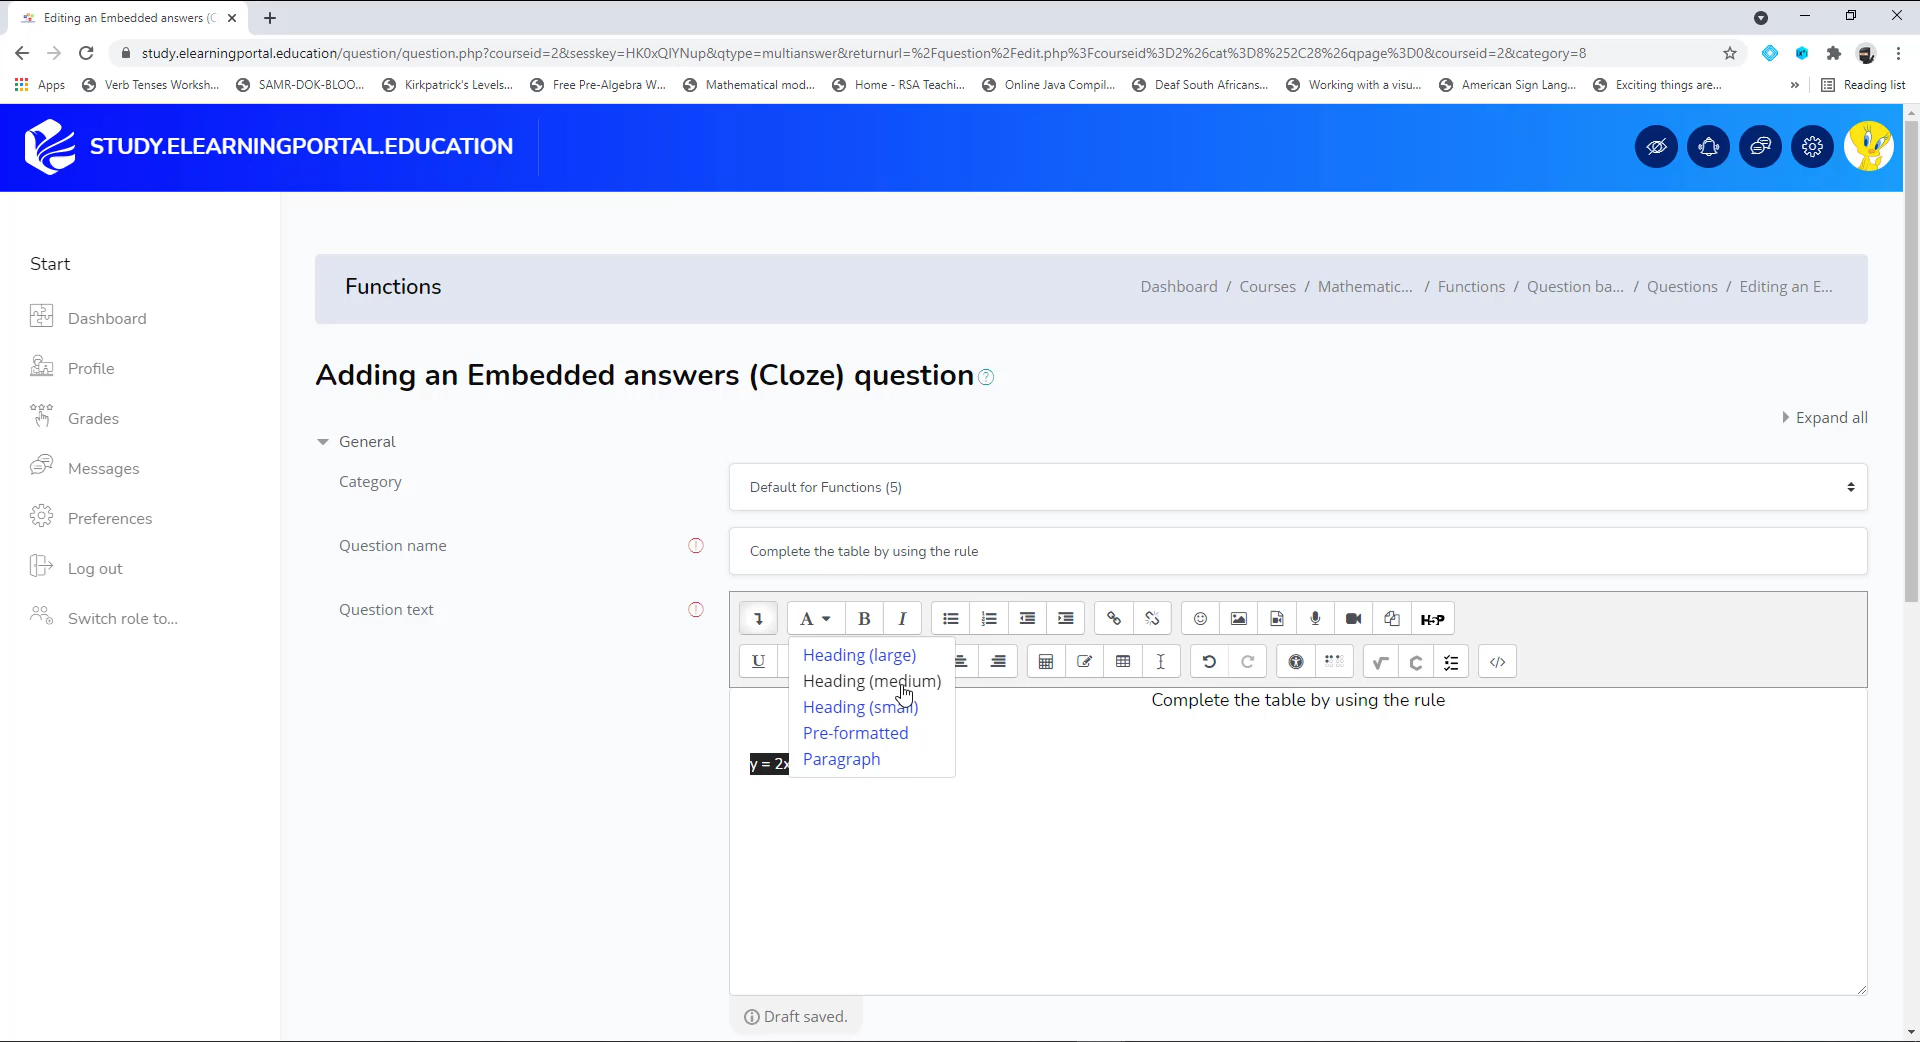 Editing an Embedded answers (C
study.elearningportal.education/question/question.php?courseid=2&sesskey=HK0xQIYNup&qtype=multianswer&returnurl=%2Fquestion%2Fedit.php%3Fcourseid%3D2%26cat%3D8%252C28%26qpage%3D0&courseid=2&category=8
Apps Verb Tenses Worksh... SAMR-DOK-BLOO... Kirkpatrick's Levels... Free Pre-Algebra W... Mathematical mod... Home - RSA Teachi... Online Java Compil... Deaf South Africans... Working with a visu... American Sign Lang... Exciting things are... » Reading list
STUDY.ELEARNINGPORTAL.EDUCATION
Start
Functions
Dashboard / Courses / Mathematic... / Functions / Question ba... / Questions / Editing an E...
Dashboard
Profile
Grades
Messages
Preferences
Log out
Switch role to...
Adding an Embedded answers (Cloze) question
Expand all
General
Category
Default for Functions (5)
Question name
Complete the table by using the rule
Question text
A B I H-P
U
Heading (large)
Heading (medium)
Heading (small)
Pre-formatted
Paragraph
Complete the table by using the rule
y = 2x
Draft saved.